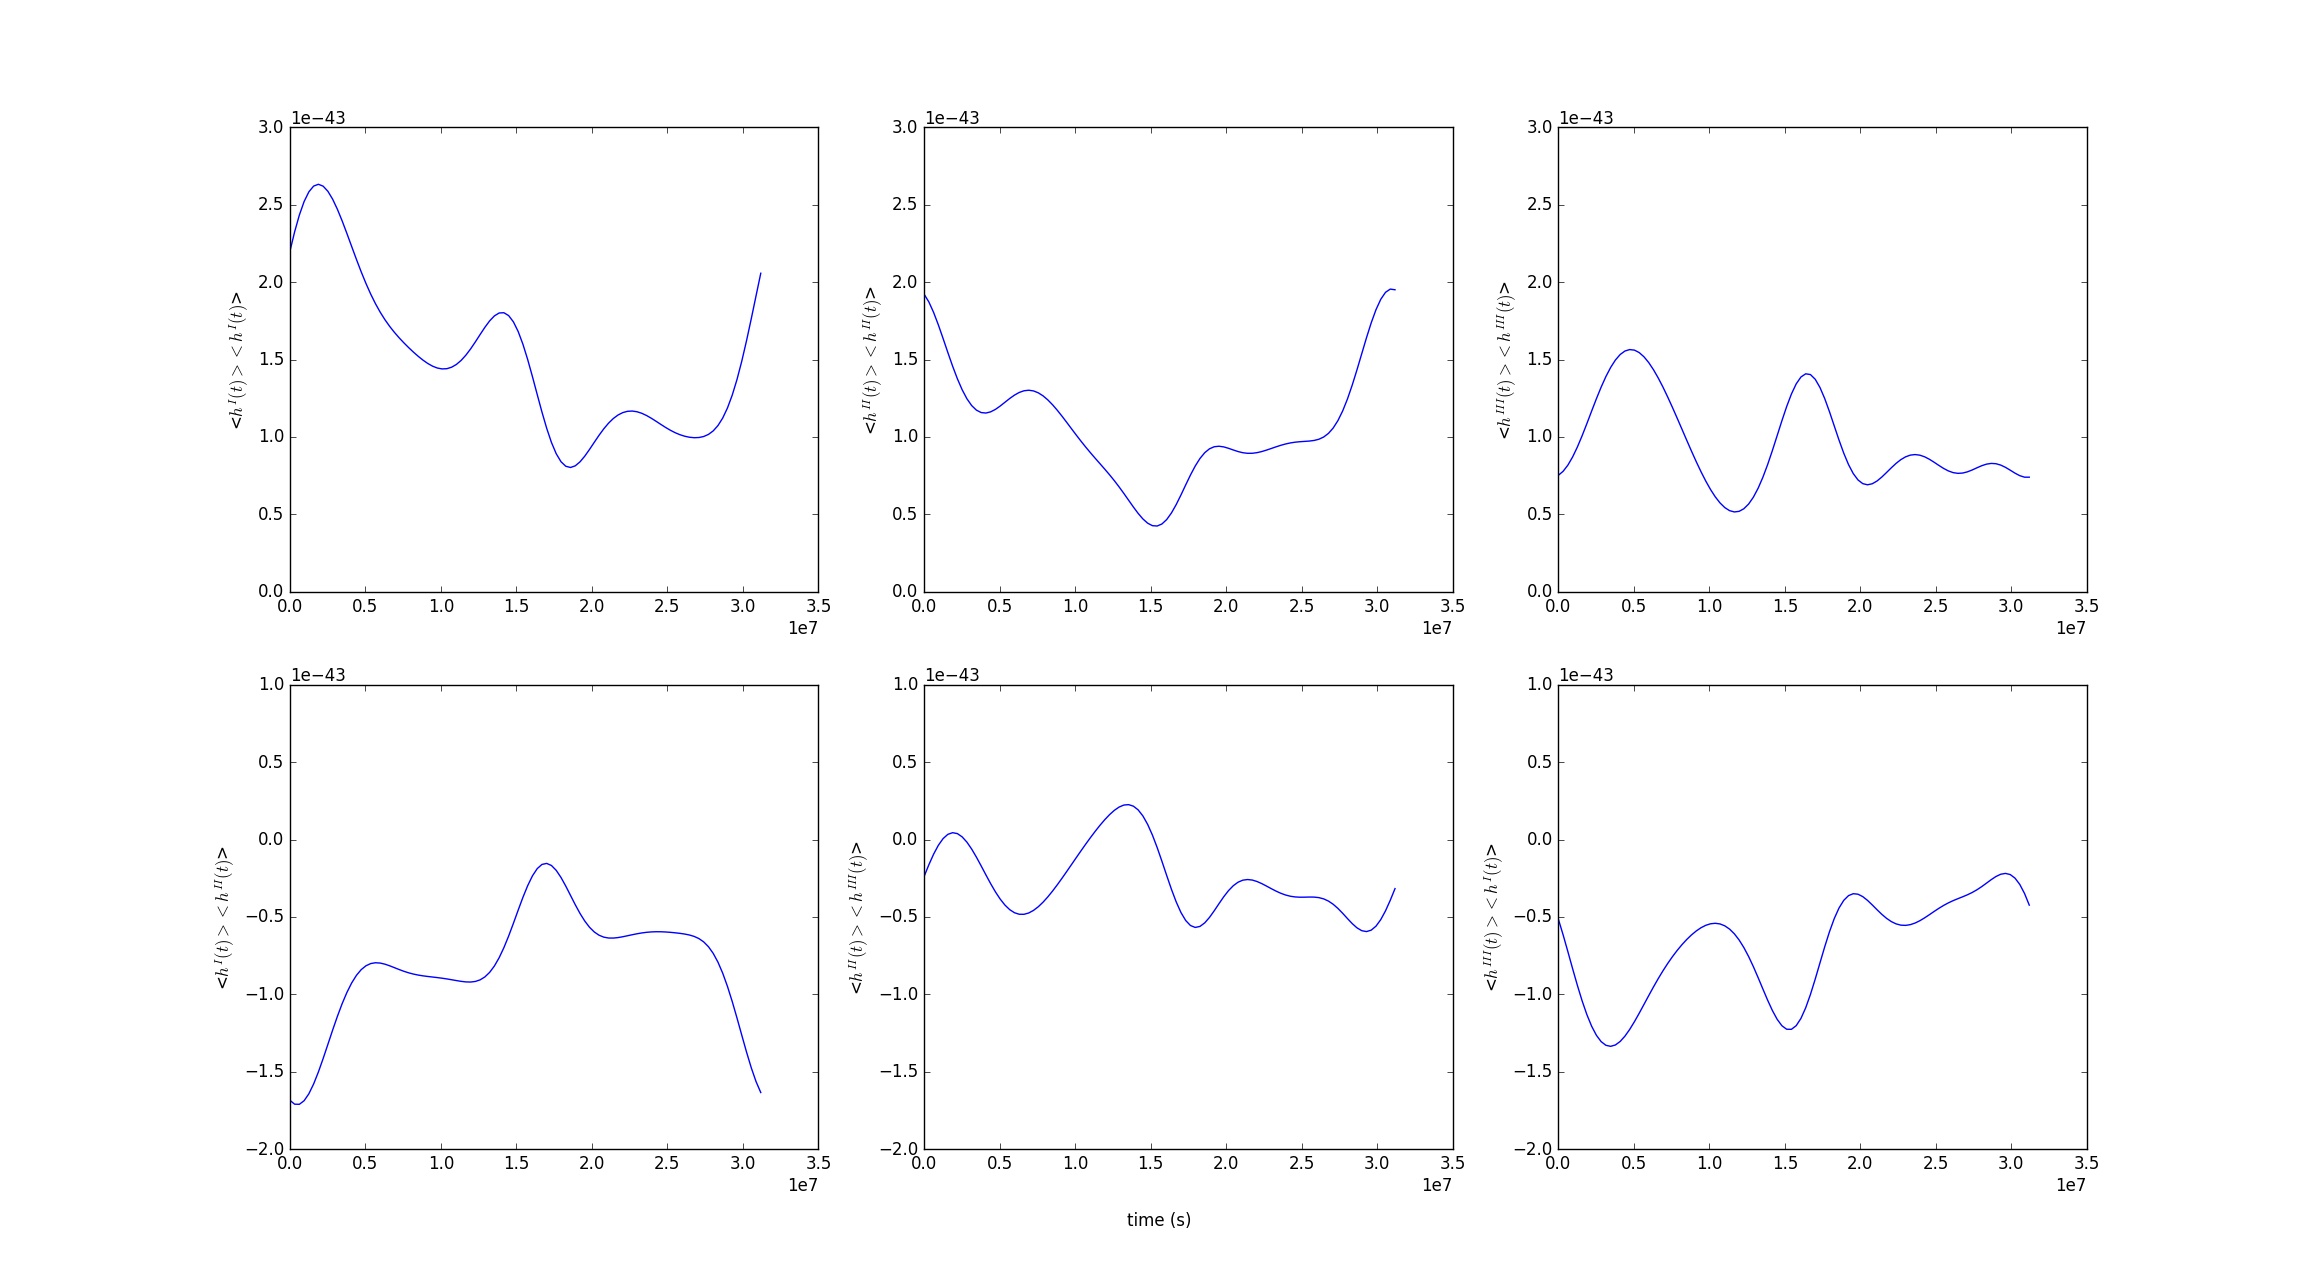 1e−43 1e−43 1e−43
3.0 3.0 3.0
2.5 2.5 2.5
2.0 2.0 2.0
<h^I(t)><h^I(t)> <h^II(t)><h^II(t)> <h^III(t)><h^III(t)>
1.5 1.5 1.5
1.0 1.0 1.0
0.5 0.5 0.5
0.0 0.0 0.0
0.0 0.5 1.0 1.5 2.0 2.5 3.0 3.5 0.0 0.5 1.0 1.5 2.0 2.5 3.0 3.5 0.0 0.5 1.0 1.5 2.0 2.5 3.0 3.5
1e7 1e7 1e7
1e−43 1e−43 1e−43
1.0 1.0 1.0
0.5 0.5 0.5
0.0 0.0 0.0
<h^I(t)><h^II(t)> <h^II(t)><h^III(t)> <h^III(t)><h^I(t)>
−0.5 −0.5 −0.5
−1.0 −1.0 −1.0
−1.5 −1.5 −1.5
−2.0 −2.0 −2.0
0.0 0.5 1.0 1.5 2.0 2.5 3.0 3.5 0.0 0.5 1.0 1.5 2.0 2.5 3.0 3.5 0.0 0.5 1.0 1.5 2.0 2.5 3.0 3.5
1e7 1e7 1e7
time (s)